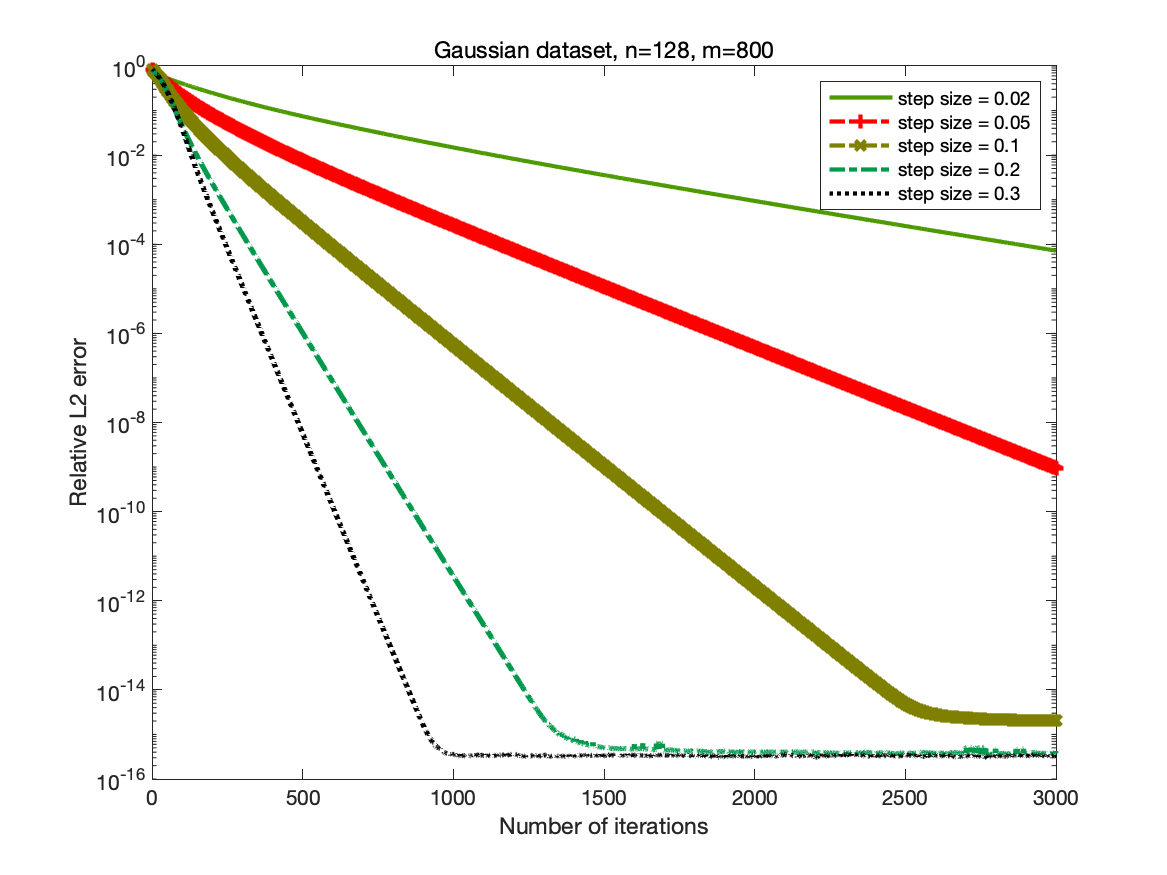 Gaussian dataset, n=128, m=800
10^0
10^-2
10^-4
10^-6
10^-8
10^-10
10^-12
10^-14
10^-16
Relative L2 error
step size = 0.02
step size = 0.05
step size = 0.1
step size = 0.2
step size = 0.3
0 500 1000 1500 2000 2500 3000
Number of iterations